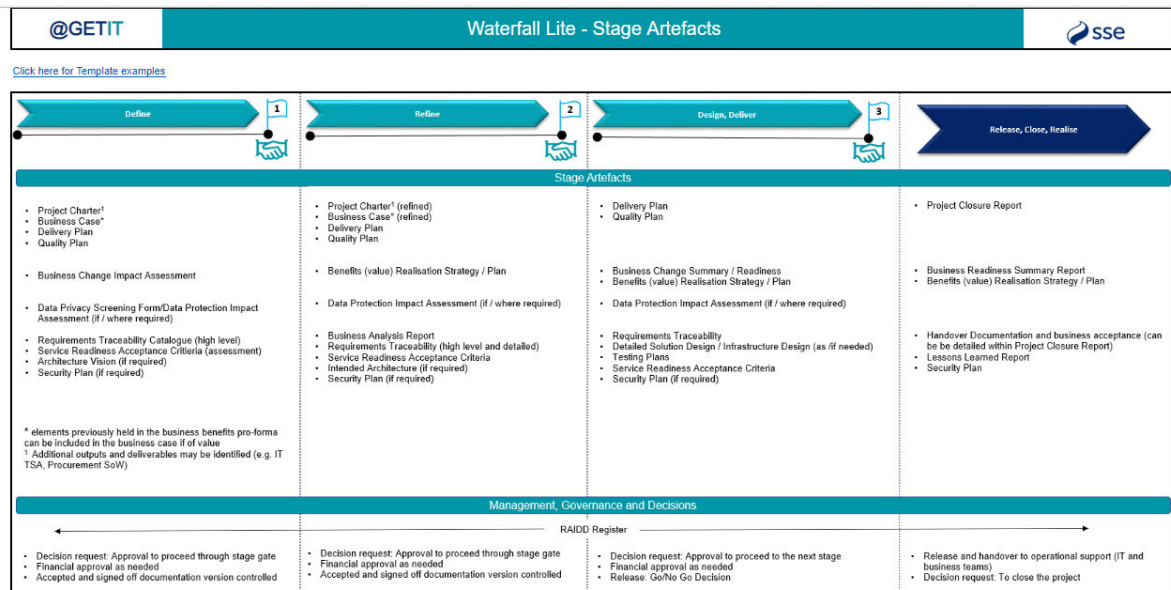 @GETIT
Waterfall Lite - Stage Artefacts
sse
Click here for Template examples
Define
1
Refine
2
Design, Deliver
3
Release, Close, Realise
Stage Artefacts
• Project Charter¹
• Business Case*
• Delivery Plan
• Quality Plan
• Business Change Impact Assessment
• Data Privacy Screening Form/Data Protection Impact
Assessment (if / where required)
• Requirements Traceability Catalogue (high level)
• Service Readiness Acceptance Critieria (assessment)
• Architecture Vision (if required)
• Security Plan (if required)
* elements previously held in the business benefits pro-forma
can be included in the business case if of value
¹ Additional outputs and deliverables may be identified (e.g. IT
TSA, Procurement SoW)
• Project Charter¹ (refined)
• Business Case* (refined)
• Delivery Plan
• Quality Plan
• Benefits (value) Realisation Strategy / Plan
• Data Protection Impact Assessment (if / where required)
• Business Analysis Report
• Requirements Traceability (high level and detailed)
• Service Readiness Acceptance Criteria
• Intended Architecture (if required)
• Security Plan (if required)
• Delivery Plan
• Quality Plan
• Business Change Summary / Readiness
• Benefits (value) Realisation Strategy / Plan
• Data Protection Impact Assessment (if / where required)
• Requirements Traceability
• Detailed Solution Design / Infrastructure Design (as /if needed)
• Testing Plans
• Service Readiness Acceptance Criteria
• Security Plan (if required)
• Project Closure Report
• Business Readiness Summary Report
• Benefits (value) Realisation Strategy / Plan
• Handover Documentation and business acceptance (can
be be detailed within Project Closure Report)
• Lessons Learned Report
• Security Plan
Management, Governance and Decisions
RAIDD Register
• Decision request: Approval to proceed through stage gate
• Financial approval as needed
• Accepted and signed off documentation version controlled
• Decision request: Approval to proceed through stage gate
• Financial approval as needed
• Accepted and signed off documentation version controlled
• Decision request: Approval to proceed to the next stage
• Financial approval as needed
• Release: Go/No Go Decision
• Release and handover to operational support (IT and
business teams)
• Decision request: To close the project